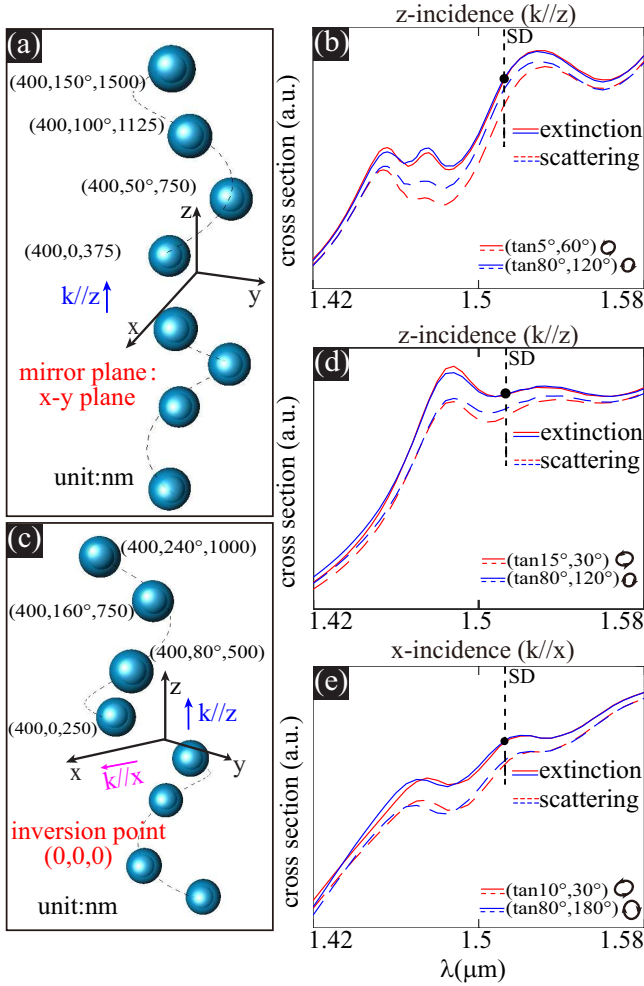 (a)
(400,150°,1500)
(400,100°,1125)
(400,50°,750)
z
(400,0,375)
k//z
y
x
mirror plane:
x-y plane
unit:nm
z-incidence (k//z)
(b)
SD
cross section (a.u.)
extinction
scattering
(tan5°,60°)
(tan80°,120°)
1.42
1.5
1.58
(c)
(400,240°,1000)
(400,160°,750)
(400,80°,500)
z
(400,0,250)
k//z
x
k//x
y
inversion point
(0,0,0)
unit:nm
z-incidence (k//z)
(d)
SD
cross section (a.u.)
extinction
scattering
(tan15°,30°)
(tan80°,120°)
1.42
1.5
1.58
x-incidence (k//x)
(e)
SD
cross section (a.u.)
extinction
scattering
(tan10°,30°)
(tan80°,180°)
1.42
1.5
1.58
λ(μm)